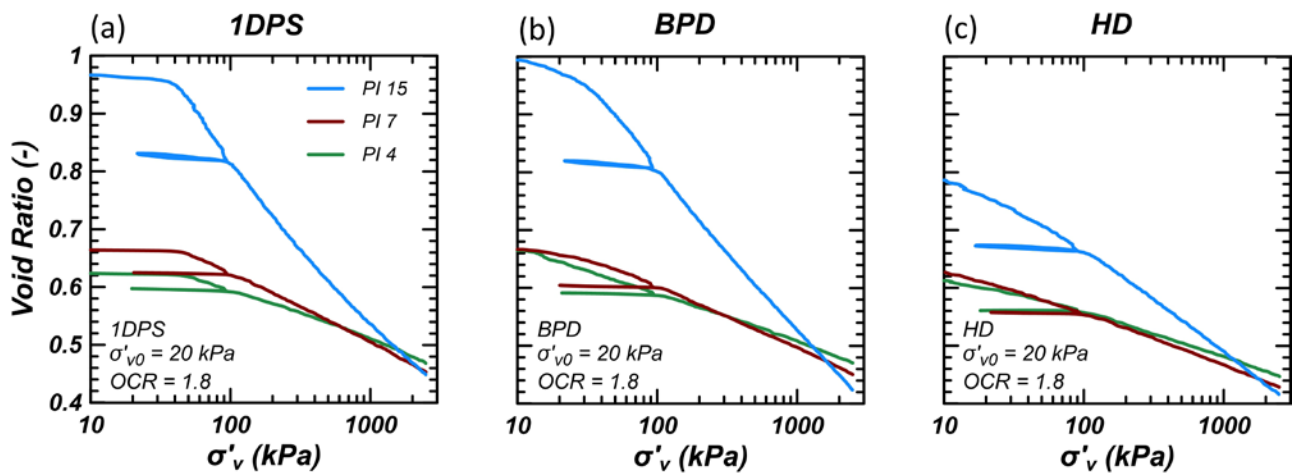 (a) 1DPS
(b) BPD
(c) HD
Void Ratio (-)
1
0.9
0.8
0.7
0.6
0.5
0.4
PI 15
PI 7
PI 4
1DPS
σ'v0 = 20 kPa
OCR = 1.8
BPD
σ'v0 = 20 kPa
OCR = 1.8
HD
σ'v0 = 20 kPa
OCR = 1.8
10 100 1000
10 100 1000
10 100 1000
σ'v (kPa)
σ'v (kPa)
σ'v (kPa)